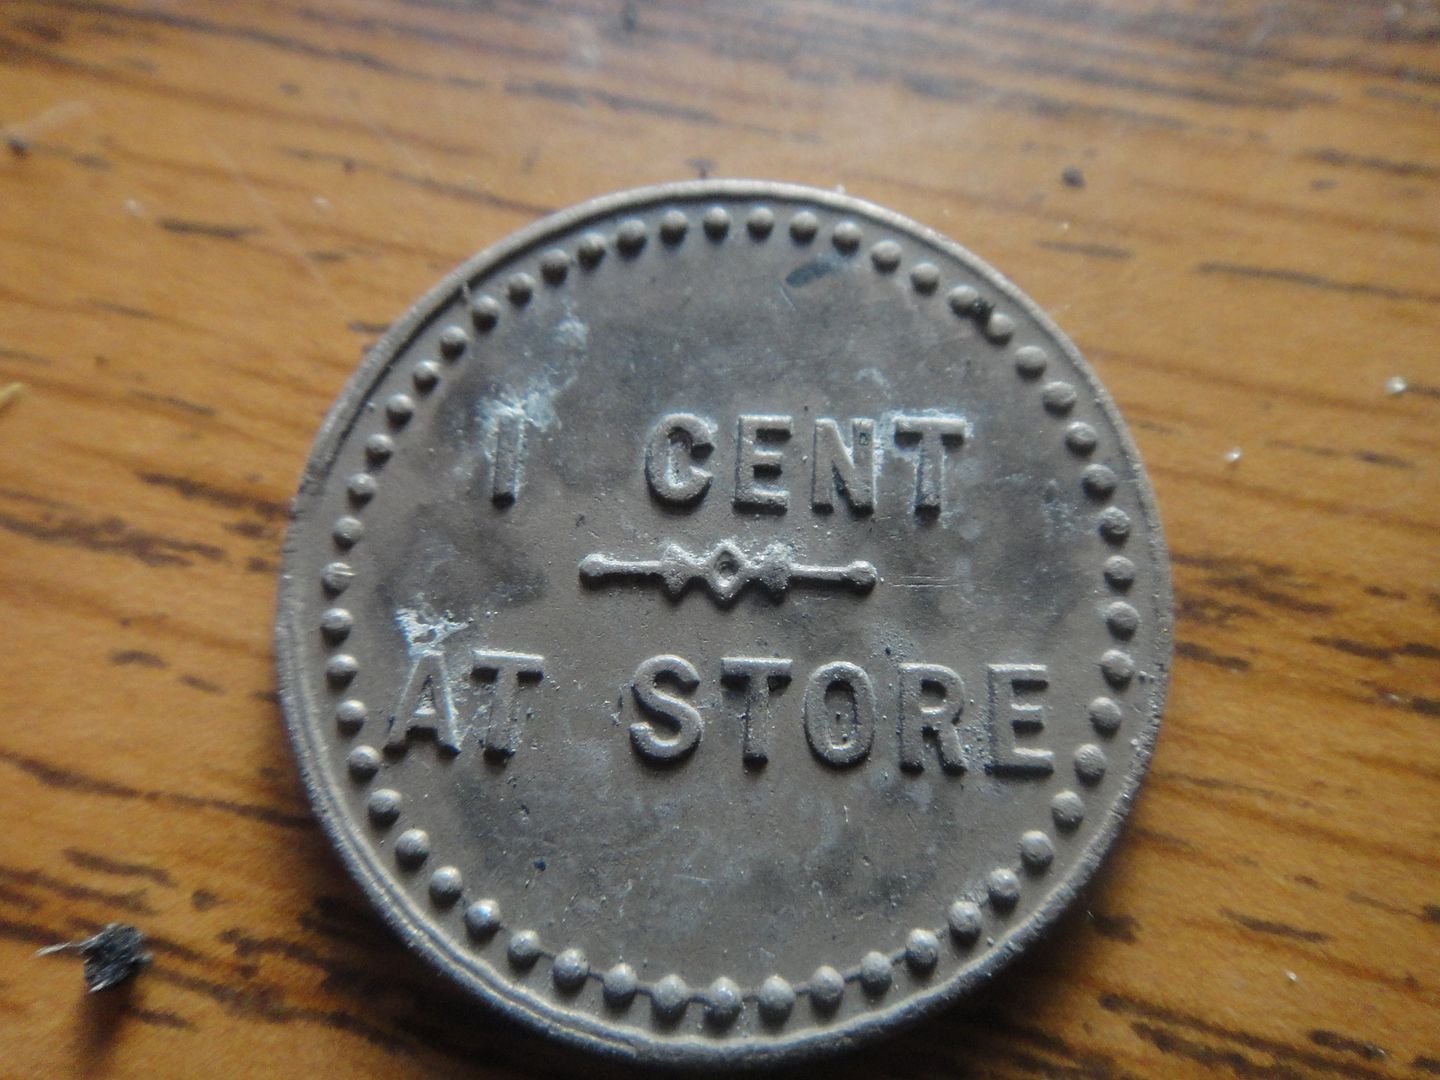 1 CENT
AT STORE